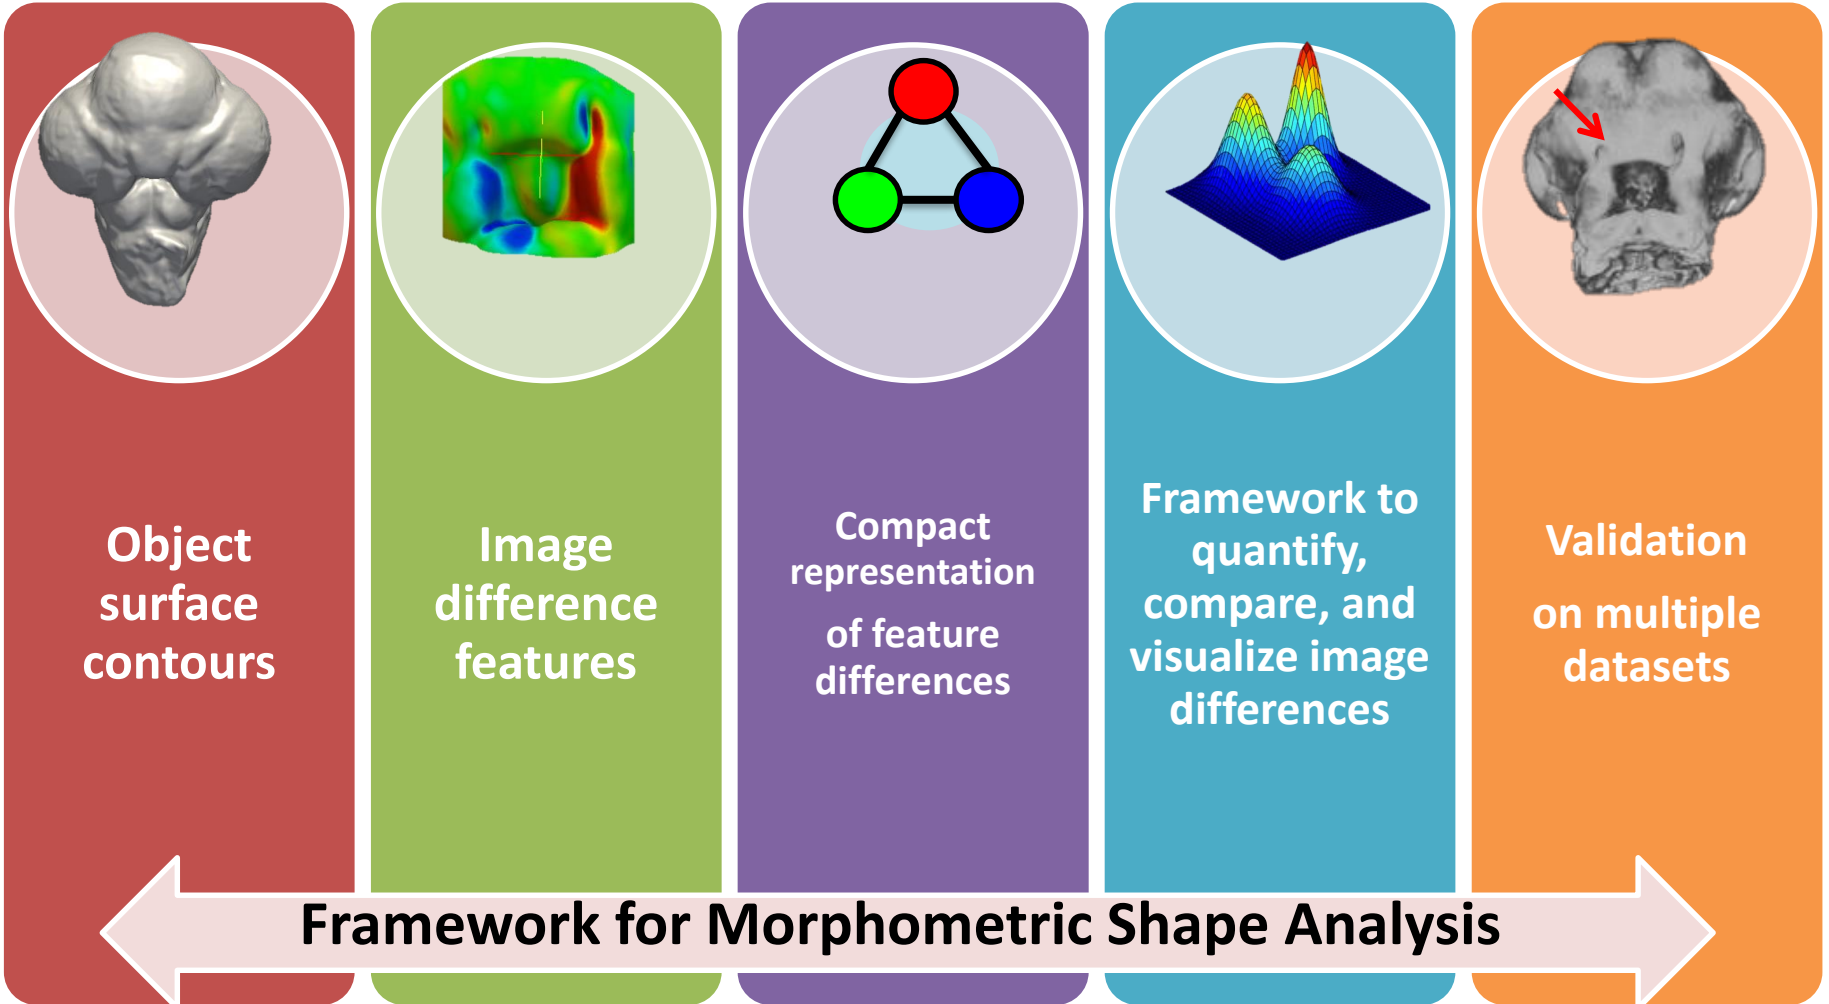 Object
surface
contours
Image
difference
features
Compact
representation
of feature
differences
Framework to
quantify,
compare, and
visualize image
differences
Validation
on multiple
datasets
Framework for Morphometric Shape Analysis